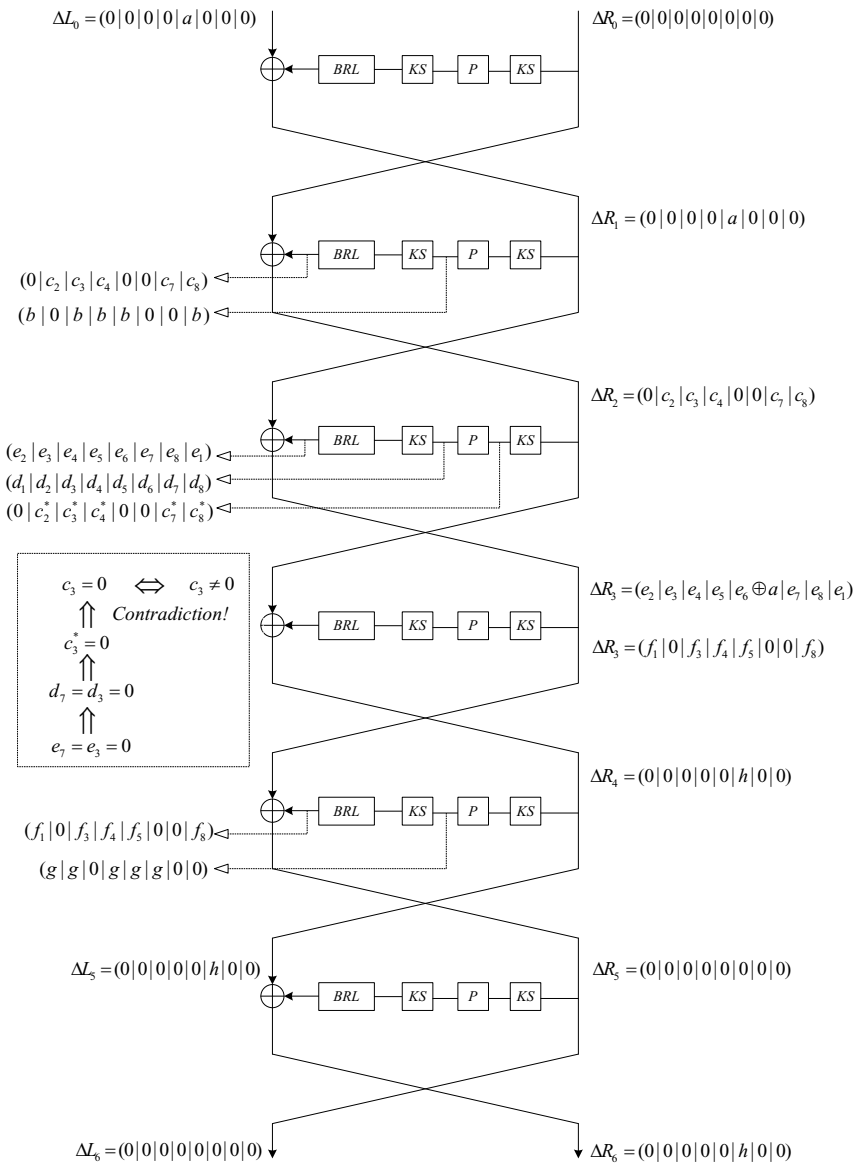 ΔL₀ = (0|0|0|0|a|0|0|0)
ΔR₀ = (0|0|0|0|0|0|0|0)
BRL KS P KS
ΔR₁ = (0|0|0|0|a|0|0|0)
BRL KS P KS
(0|c₂|c₃|c₄|0|0|c₇|c₈)
(b|0|b|b|b|0|0|b)
ΔR₂ = (0|c₂|c₃|c₄|0|0|c₇|c₈)
BRL KS P KS
(e₂|e₃|e₄|e₅|e₆|e₇|e₈|e₁)
(d₁|d₂|d₃|d₄|d₅|d₆|d₇|d₈)
(0|c₂*|c₃*|c₄*|0|0|c₇*|c₈*)
c₃ = 0 ⇔ c₃ ≠ 0
⇑ Contradiction!
c₃* = 0
⇑
d₇ = d₃ = 0
⇑
e₇ = e₃ = 0
ΔR₃ = (e₂|e₃|e₄|e₅|e₆⊕a|e₇|e₈|e₁)
BRL KS P KS
ΔR₃ = (f₁|0|f₃|f₄|f₅|0|0|f₈)
ΔR₄ = (0|0|0|0|0|h|0|0)
BRL KS P KS
(f₁|0|f₃|f₄|f₅|0|0|f₈)
(g|g|0|g|g|g|0|0)
ΔL₅ = (0|0|0|0|0|h|0|0)
ΔR₅ = (0|0|0|0|0|0|0|0)
BRL KS P KS
ΔL₆ = (0|0|0|0|0|0|0|0)
ΔR₆ = (0|0|0|0|0|h|0|0)